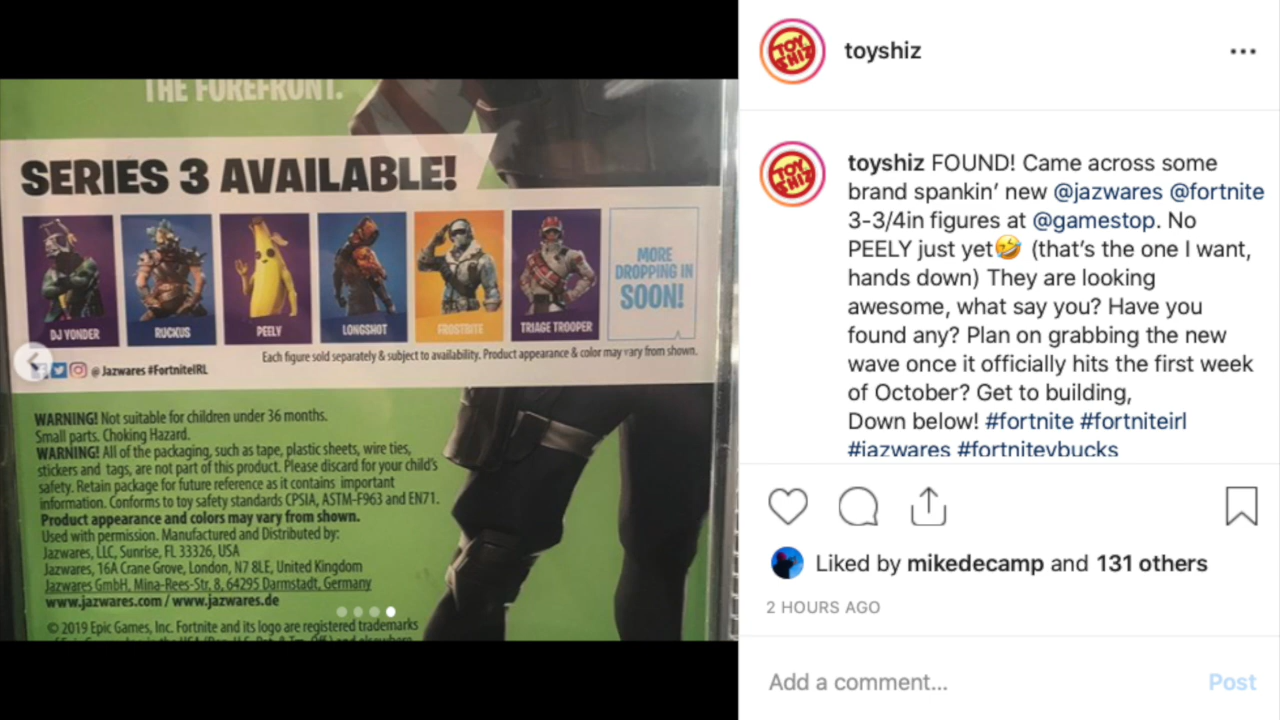 THE FOREFRONT.
SERIES 3 AVAILABLE!
DJ YONDER
RUCKUS
PEELY
LONGSHOT
FROSTBITE
TRIAGE TROOPER
MORE
DROPPING IN
SOON!
Each figure sold separately & subject to availability. Product appearance & color may vary from shown.
@Jazwares #FortniteIRL
WARNING! Not suitable for children under 36 months.
Small parts. Choking Hazard.
WARNING! All of the packaging, such as tape, plastic sheets, wire ties,
stickers and tags, are not part of this product. Please discard for your child's
safety. Retain package for future reference as it contains important
information. Conforms to toy safety standards CPSIA, ASTM-F963 and EN71.
Product appearance and colors may vary from shown.
Used with permission. Manufactured and Distributed by:
Jazwares, LLC, Sunrise, FL 33326, USA
Jazwares, 16A Crane Grove, London, N7 8LE, United Kingdom
Jazwares GmbH, Mina-Rees-Str. 8, 64295 Darmstadt, Germany
www.jazwares.com / www.jazwares.de
© 2019 Epic Games, Inc. Fortnite and its logo are registered trademarks
TOY
SHIZ
toyshiz
TOY
SHIZ
toyshiz FOUND! Came across some
brand spankin’ new @jazwares @fortnite
3-3/4in figures at @gamestop. No
PEELY just yet🤣 (that’s the one I want,
hands down) They are looking
awesome, what say you? Have you
found any? Plan on grabbing the new
wave once it officially hits the first week
of October? Get to building,
Down below! #fortnite #fortniteirl
#jazwares #fortnitevbucks
Liked by mikedecamp and 131 others
2 HOURS AGO
Add a comment...
Post